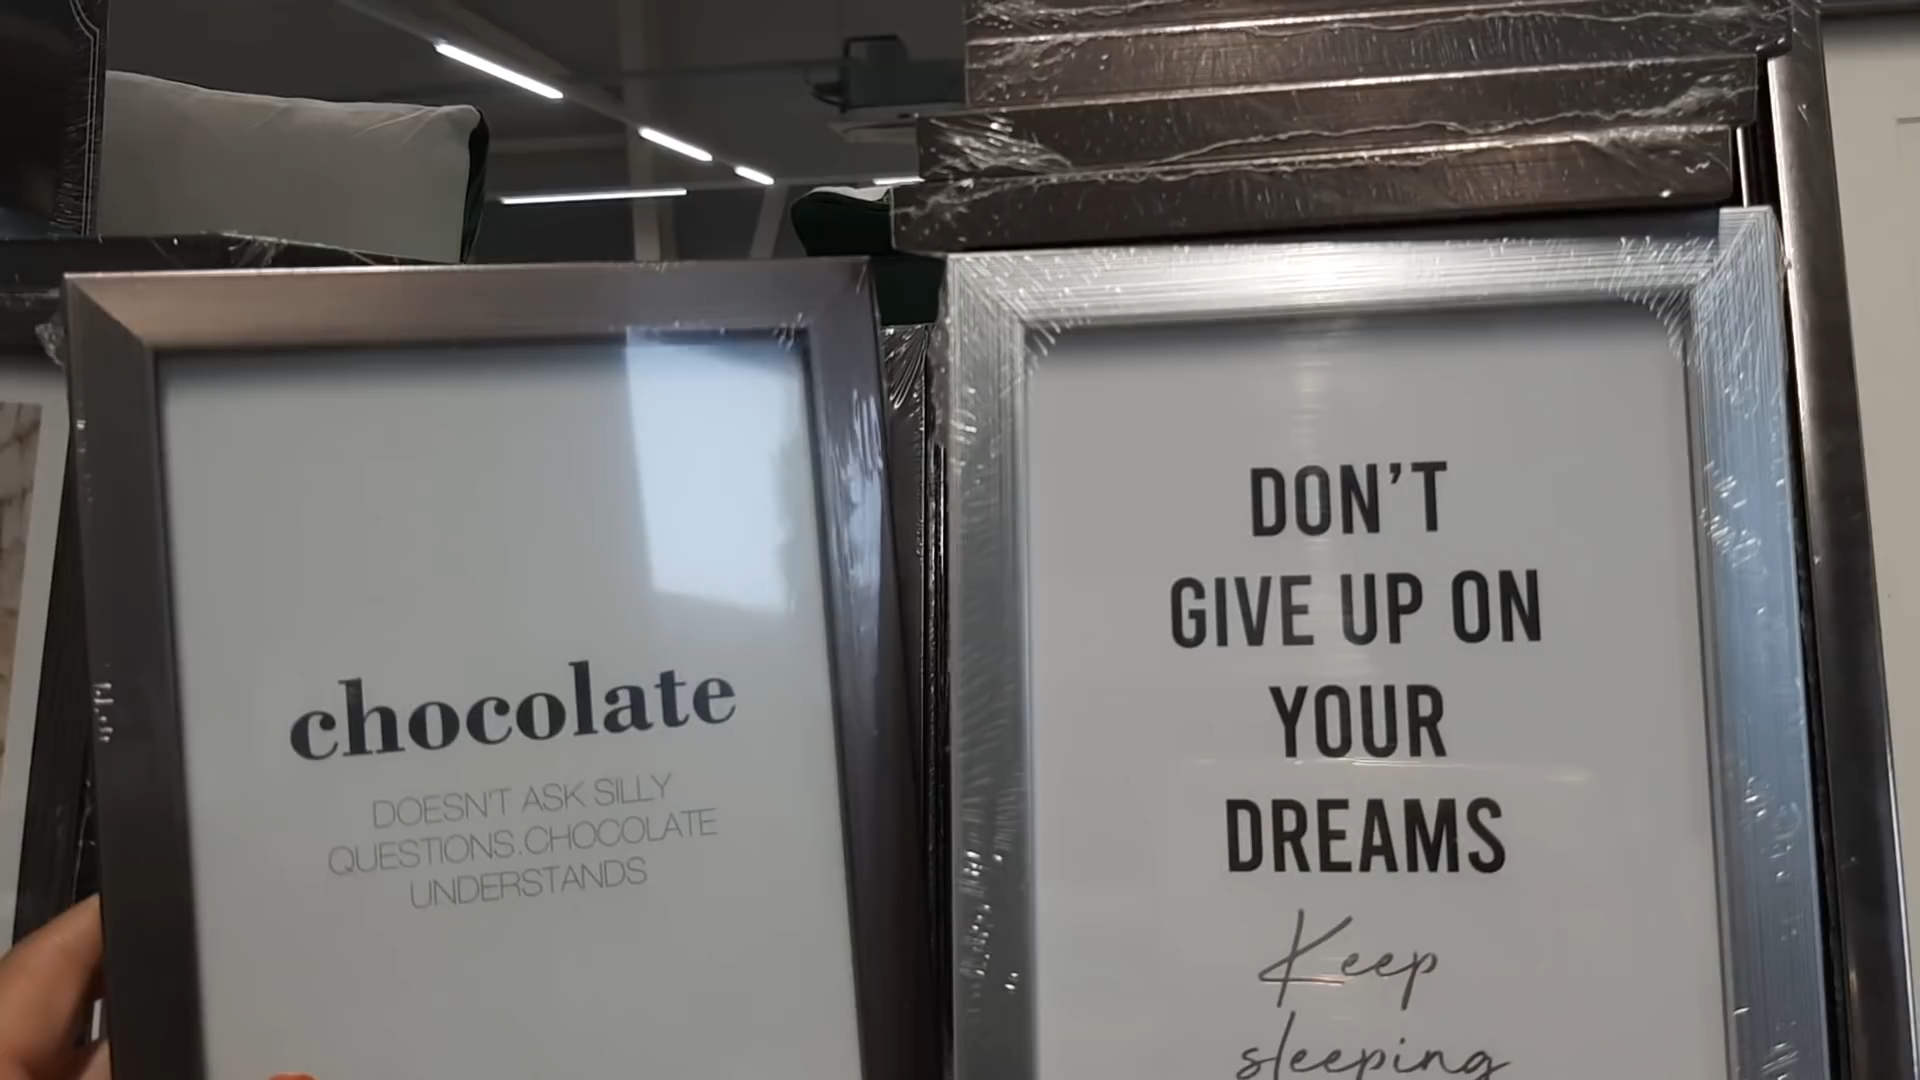 chocolate
DOESN'T ASK SILLY
QUESTIONS.CHOCOLATE
UNDERSTANDS
DON'T
GIVE UP ON
YOUR
DREAMS
Keep
sleeping